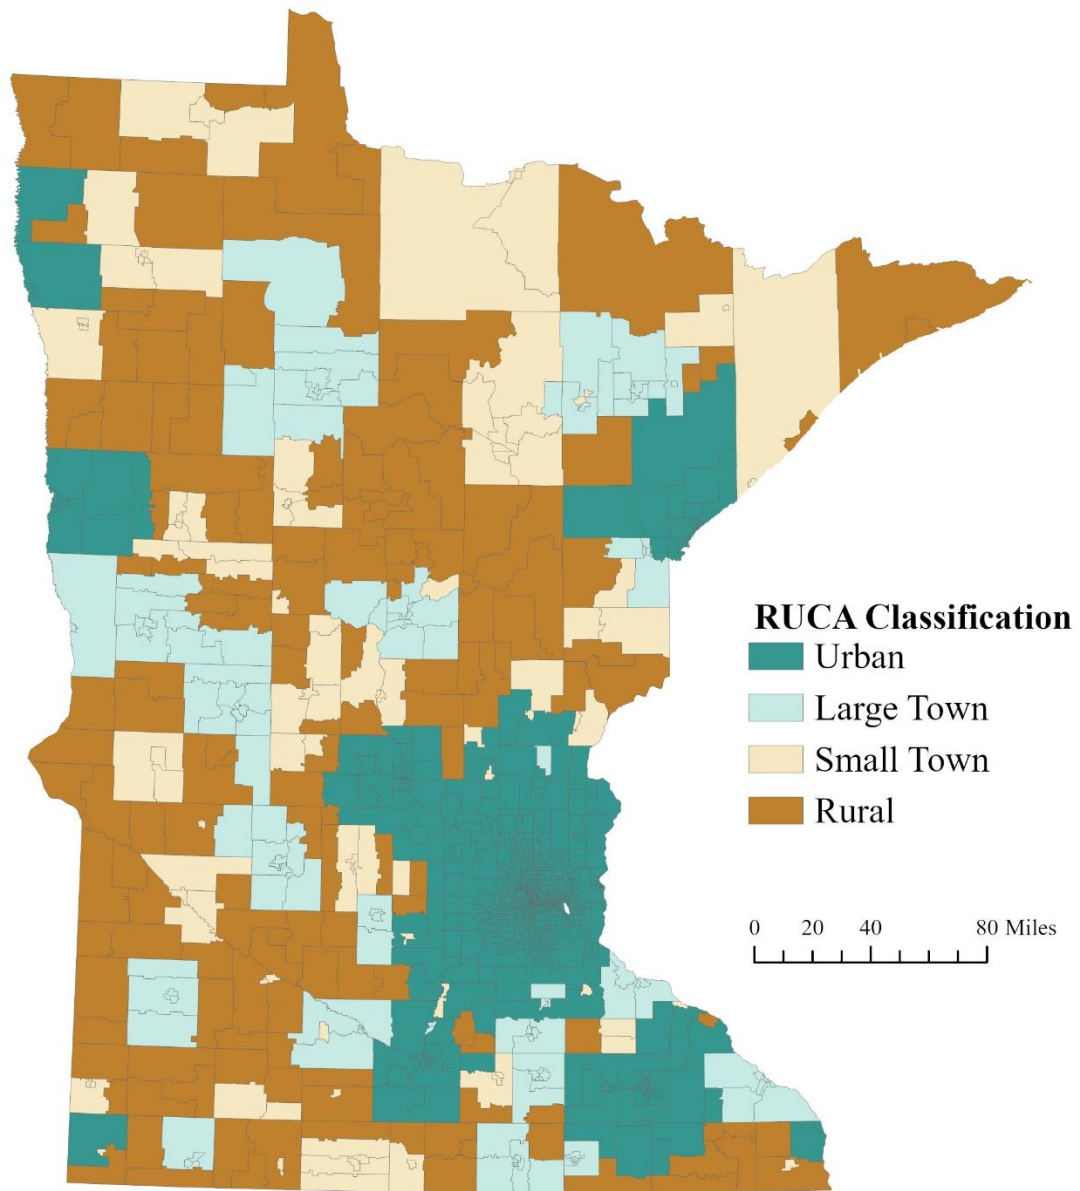 RUCA Classification
Urban
Large Town
Small Town
Rural
0 20 40 80 Miles